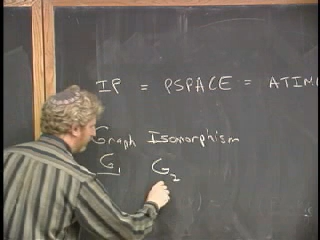 IP = PSPACE = ATIM
Graph Isomorphism
G₁ G₂